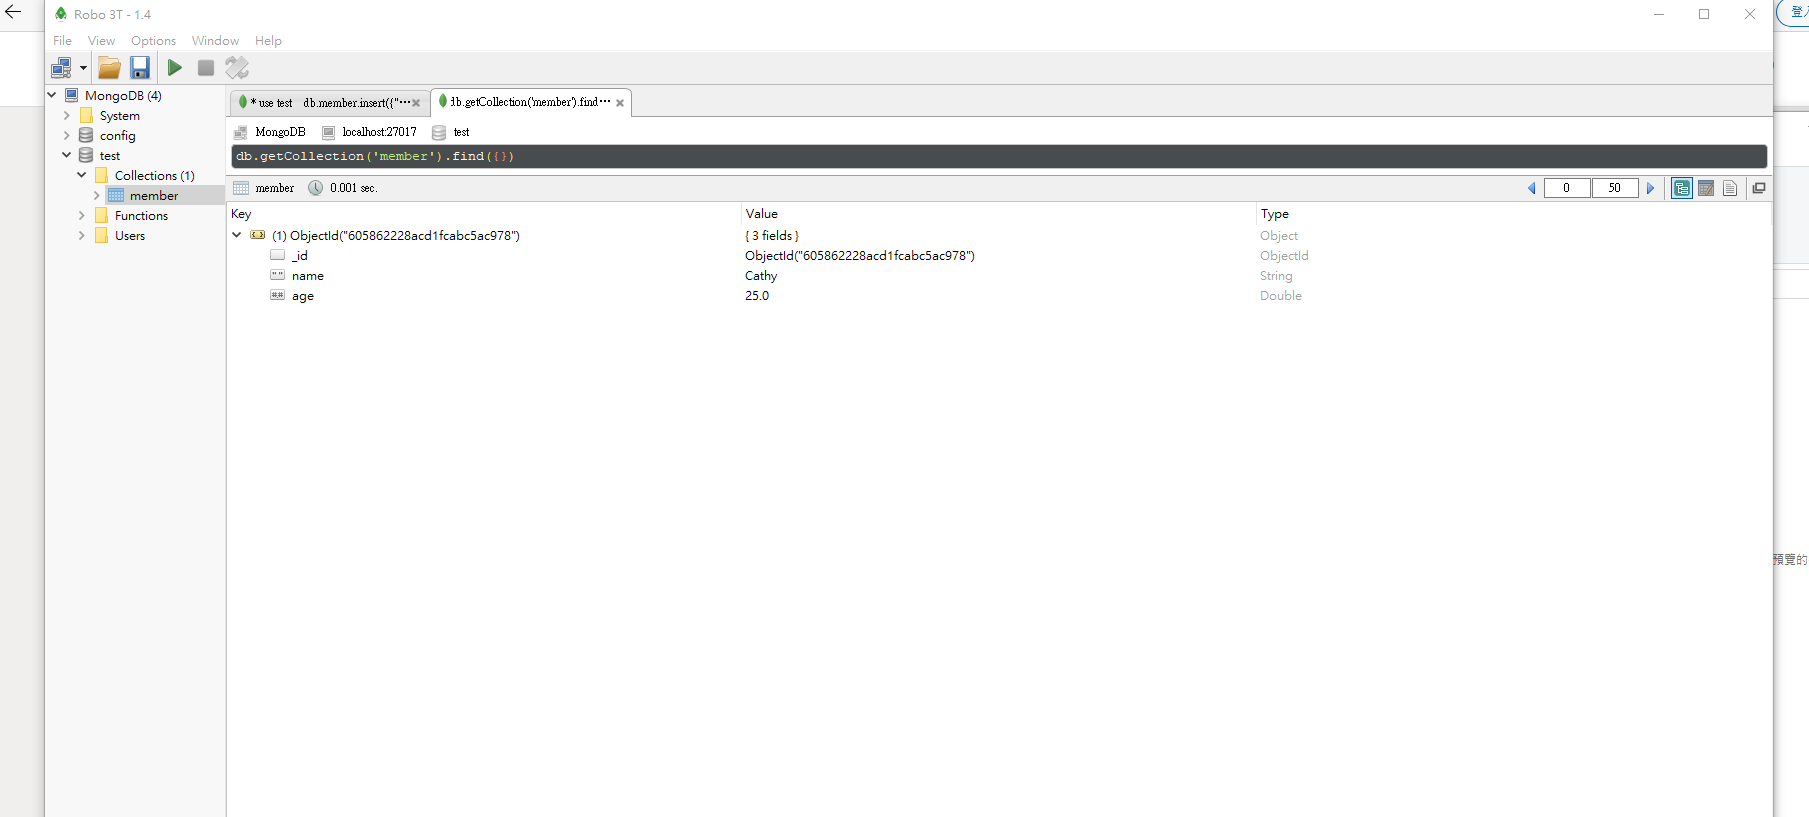 Robo 3T - 1.4
登入
File View Options Window Help
MongoDB (4)
System
config
test
Collections (1)
member
Functions
Users
* use test db.member.insert({"⋯
db.getCollection('member').find⋯
MongoDB localhost:27017 test
db.getCollection('member').find({})
member 0.001 sec.
0 50
Key Value Type
(1) ObjectId("605862228acd1fcabc5ac978") { 3 fields } Object
_id ObjectId("605862228acd1fcabc5ac978") ObjectId
name Cathy String
age 25.0 Double
預覽的